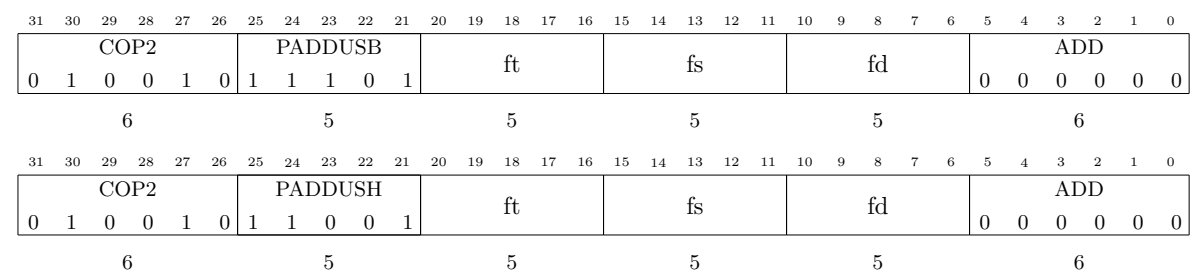 31 30 29 28 27 26 25 24 23 22 21 20 19 18 17 16 15 14 13 12 11 10 9 8 7 6 5 4 3 2 1 0
COP2 PADDUSB ft fs fd ADD
0 1 0 0 1 0 1 1 1 0 1 0 0 0 0 0 0
6 5 5 5 5 6
31 30 29 28 27 26 25 24 23 22 21 20 19 18 17 16 15 14 13 12 11 10 9 8 7 6 5 4 3 2 1 0
COP2 PADDUSH ft fs fd ADD
0 1 0 0 1 0 1 1 0 0 1 0 0 0 0 0 0
6 5 5 5 5 6